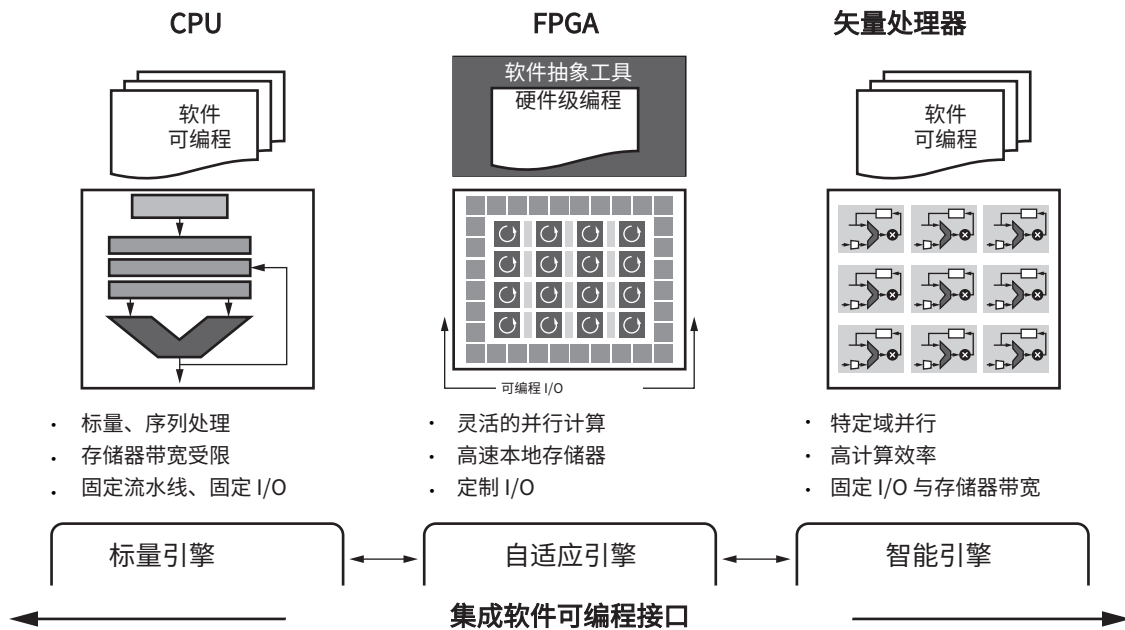 CPU
FPGA
矢量处理器
软件
可编程
软件抽象工具
硬件级编程
软件
可编程
可编程 I/O
· 标量、序列处理
· 存储器带宽受限
· 固定流水线、固定 I/O
· 灵活的并行计算
· 高速本地存储器
· 定制 I/O
· 特定域并行
· 高计算效率
· 固定 I/O 与存储器带宽
标量引擎
自适应引擎
智能引擎
集成软件可编程接口